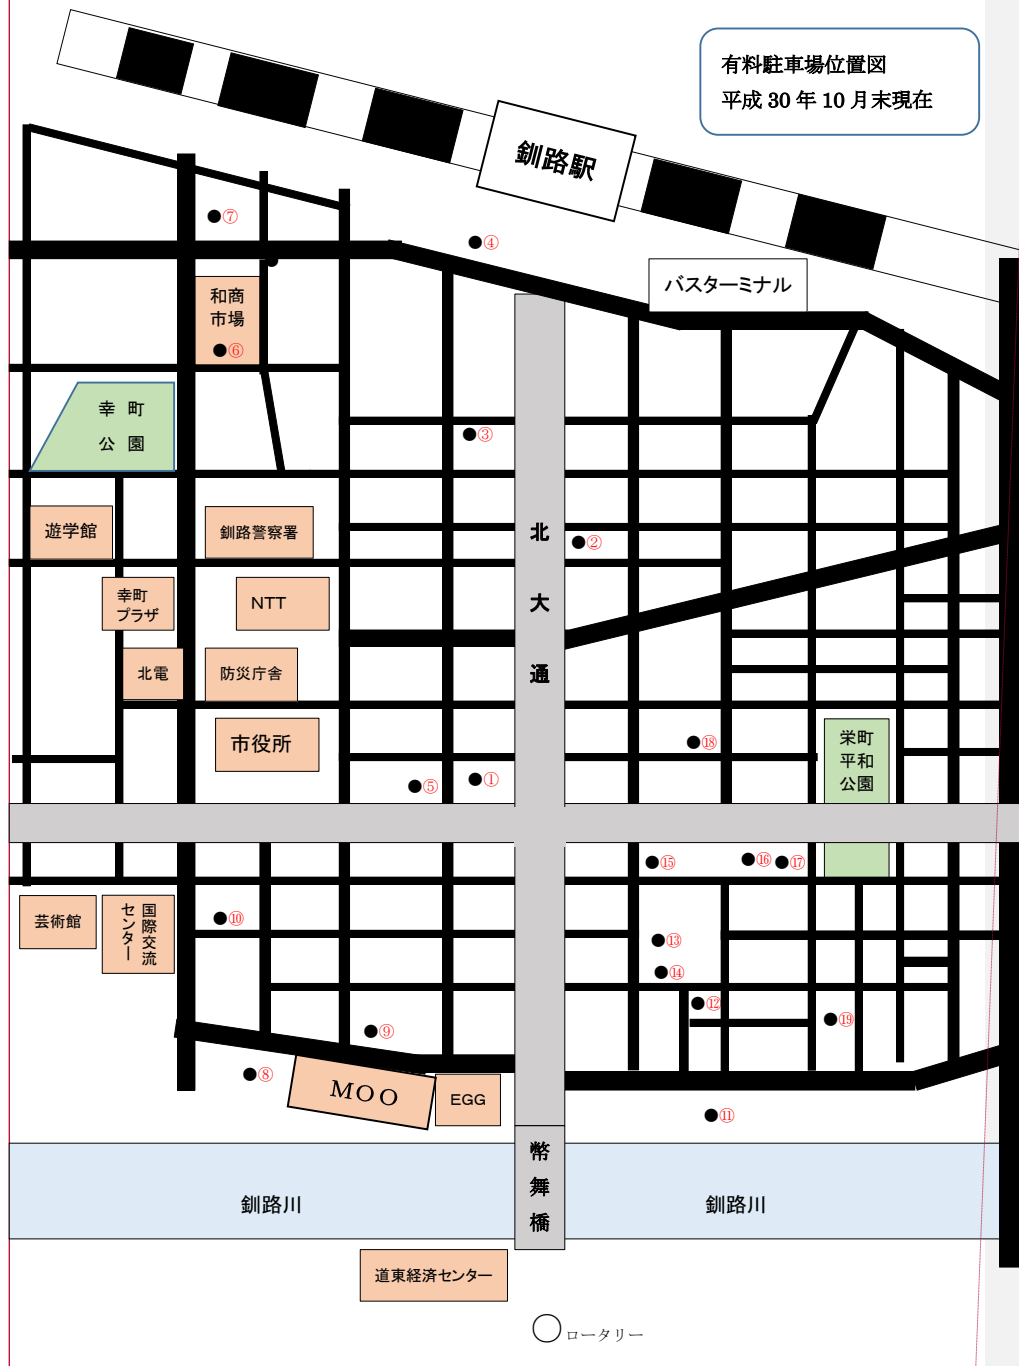 有料駐車場位置図
平成 30 年 10 月末現在
釧路駅
⑦
④
バスターミナル
和商
市場
⑥
幸 町
公 園
③
遊学館
釧路警察署
北
大
通
②
幸町
プラザ
NTT
北電
防災庁舎
市役所
⑱
栄町
平和
公園
⑤
①
⑮
⑯
⑰
芸術館
国際交流
センター
⑩
⑬
⑭
⑫
⑲
⑨
⑧
MOO
EGG
⑪
幣
舞
橋
釧路川
釧路川
道東経済センター
ロータリー